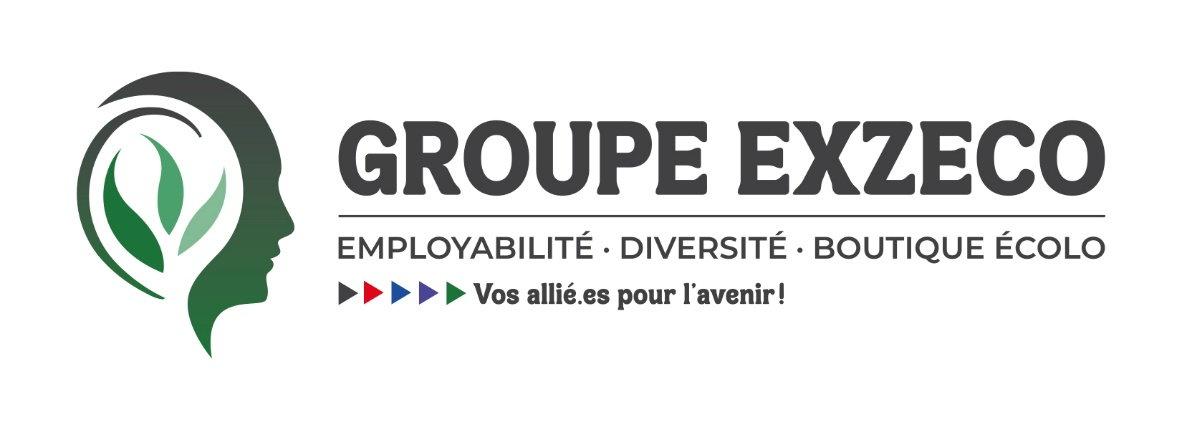 GROUPE EXZECO
EMPLOYABILITÉ · DIVERSITÉ · BOUTIQUE ÉCOLO
Vos allié.es pour l'avenir!